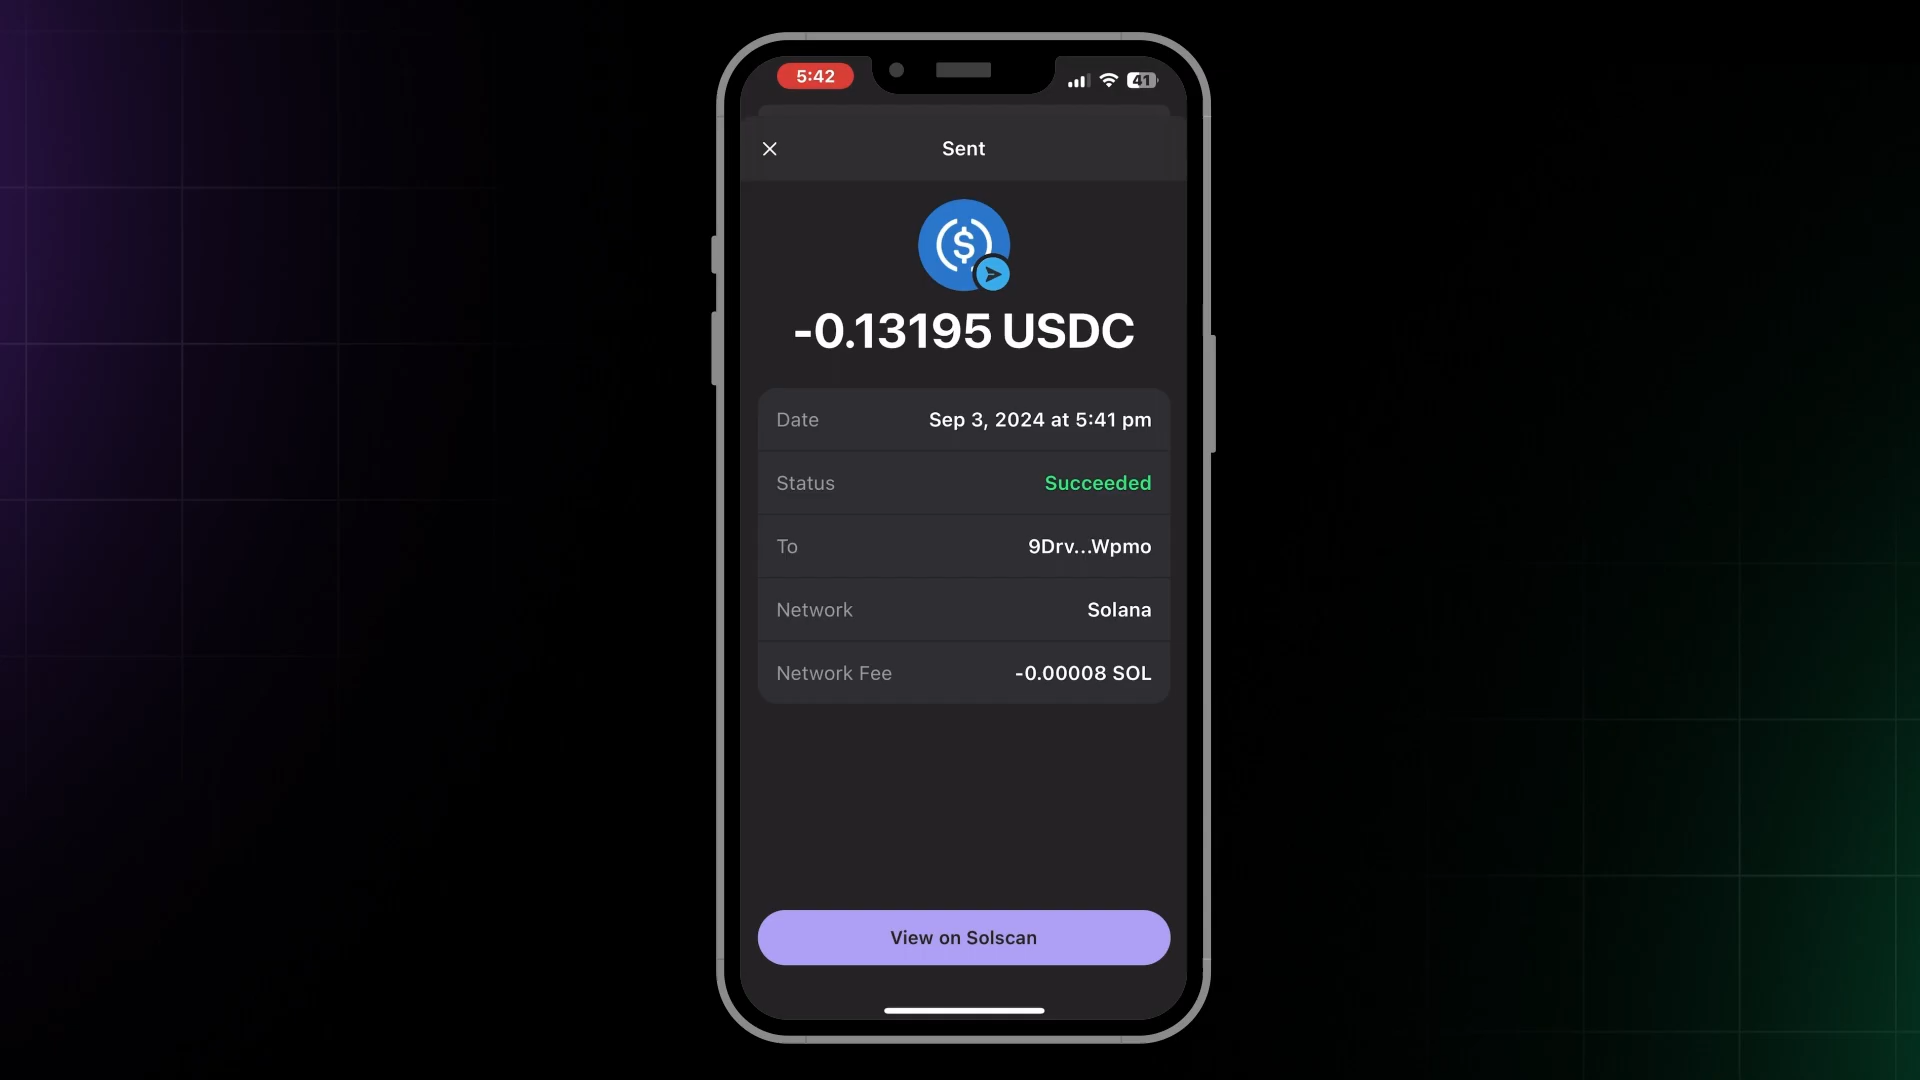 5:42
41
Sent
-0.13195 USDC
Date Sep 3, 2024 at 5:41 pm
Status Succeeded
To 9Drv...Wpmo
Network Solana
Network Fee -0.00008 SOL
View on Solscan